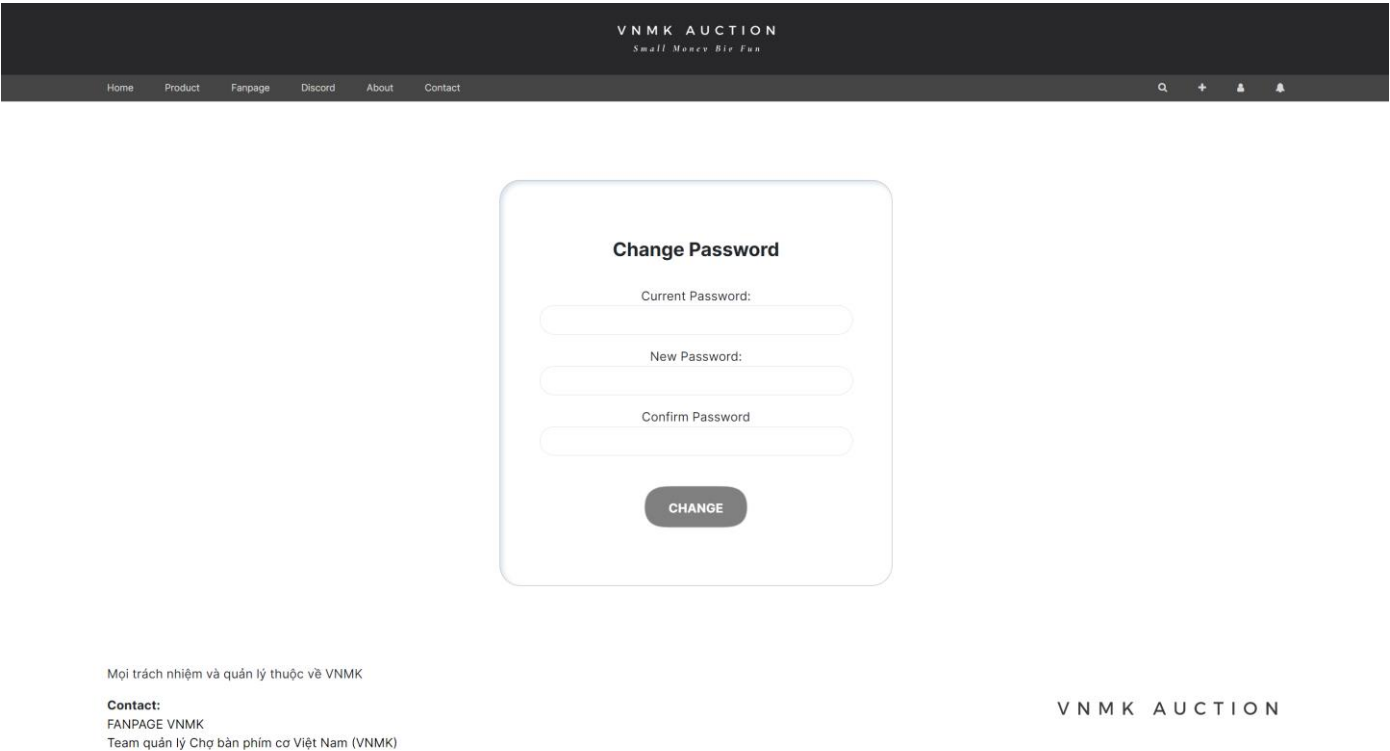 VNMK AUCTION
Small Money Big Fun
Home Product Fanpage Discord About Contact
Change Password
Current Password:
New Password:
Confirm Password
CHANGE
Mọi trách nhiệm và quản lý thuộc về VNMK
Contact:
FANPAGE VNMK
Team quản lý Chợ bàn phím cơ Việt Nam (VNMK)
VNMK AUCTION